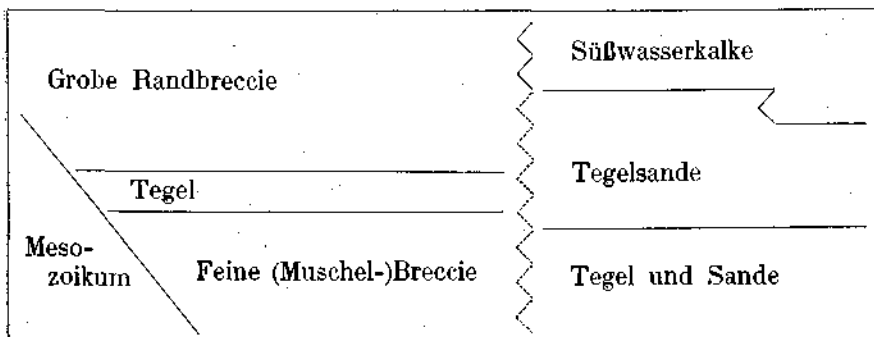 Süßwasserkalke
Grobe Randbreccie
Tegelsande
Tegel
Meso-
zoikum
Feine (Muschel-)Breccie
Tegel und Sande